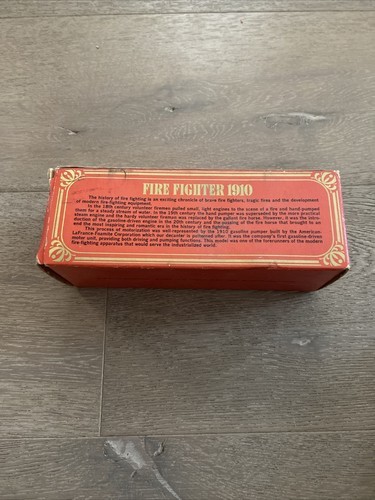 FIRE FIGHTER 1910
The history of fire fighting is an exciting chronicle of brave fire fighters, tragic fires and the development
of modern fire-fighting equipment.
In the 18th century volunteer firemen pulled small, light engines to the scene of a fire and hand-pumped
them for a steady stream of water. In the 19th century the hand pumper was superseded by the more practical
steam engine and the hardy volunteer fireman was replaced by the gallant fire horse. However, it was the intro-
duction of the gasoline-driven engine in the 20th century and the passing of the fire horse that brought to an
end the most inspiring and romantic era in the history of fire fighting.
This process of motorization was well-represented by the 1910 gasoline pumper built by the American-
LaFrance-Foamite Corporation which our decanter is patterned after. It was the company's first gasoline-driven
motor unit, providing both driving and pumping functions. This model was one of the forerunners of the modern
fire-fighting apparatus that would serve the industrialized world.